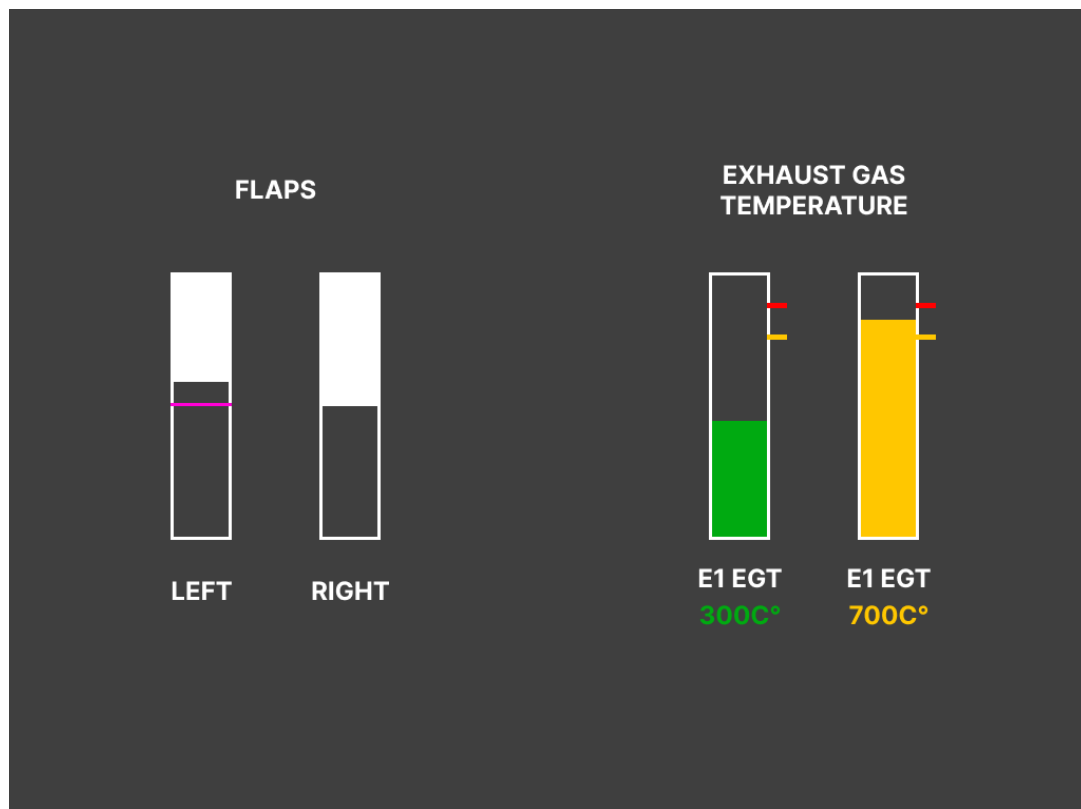 FLAPS
EXHAUST GAS
TEMPERATURE
LEFT
RIGHT
E1 EGT
300C°
E1 EGT
700C°